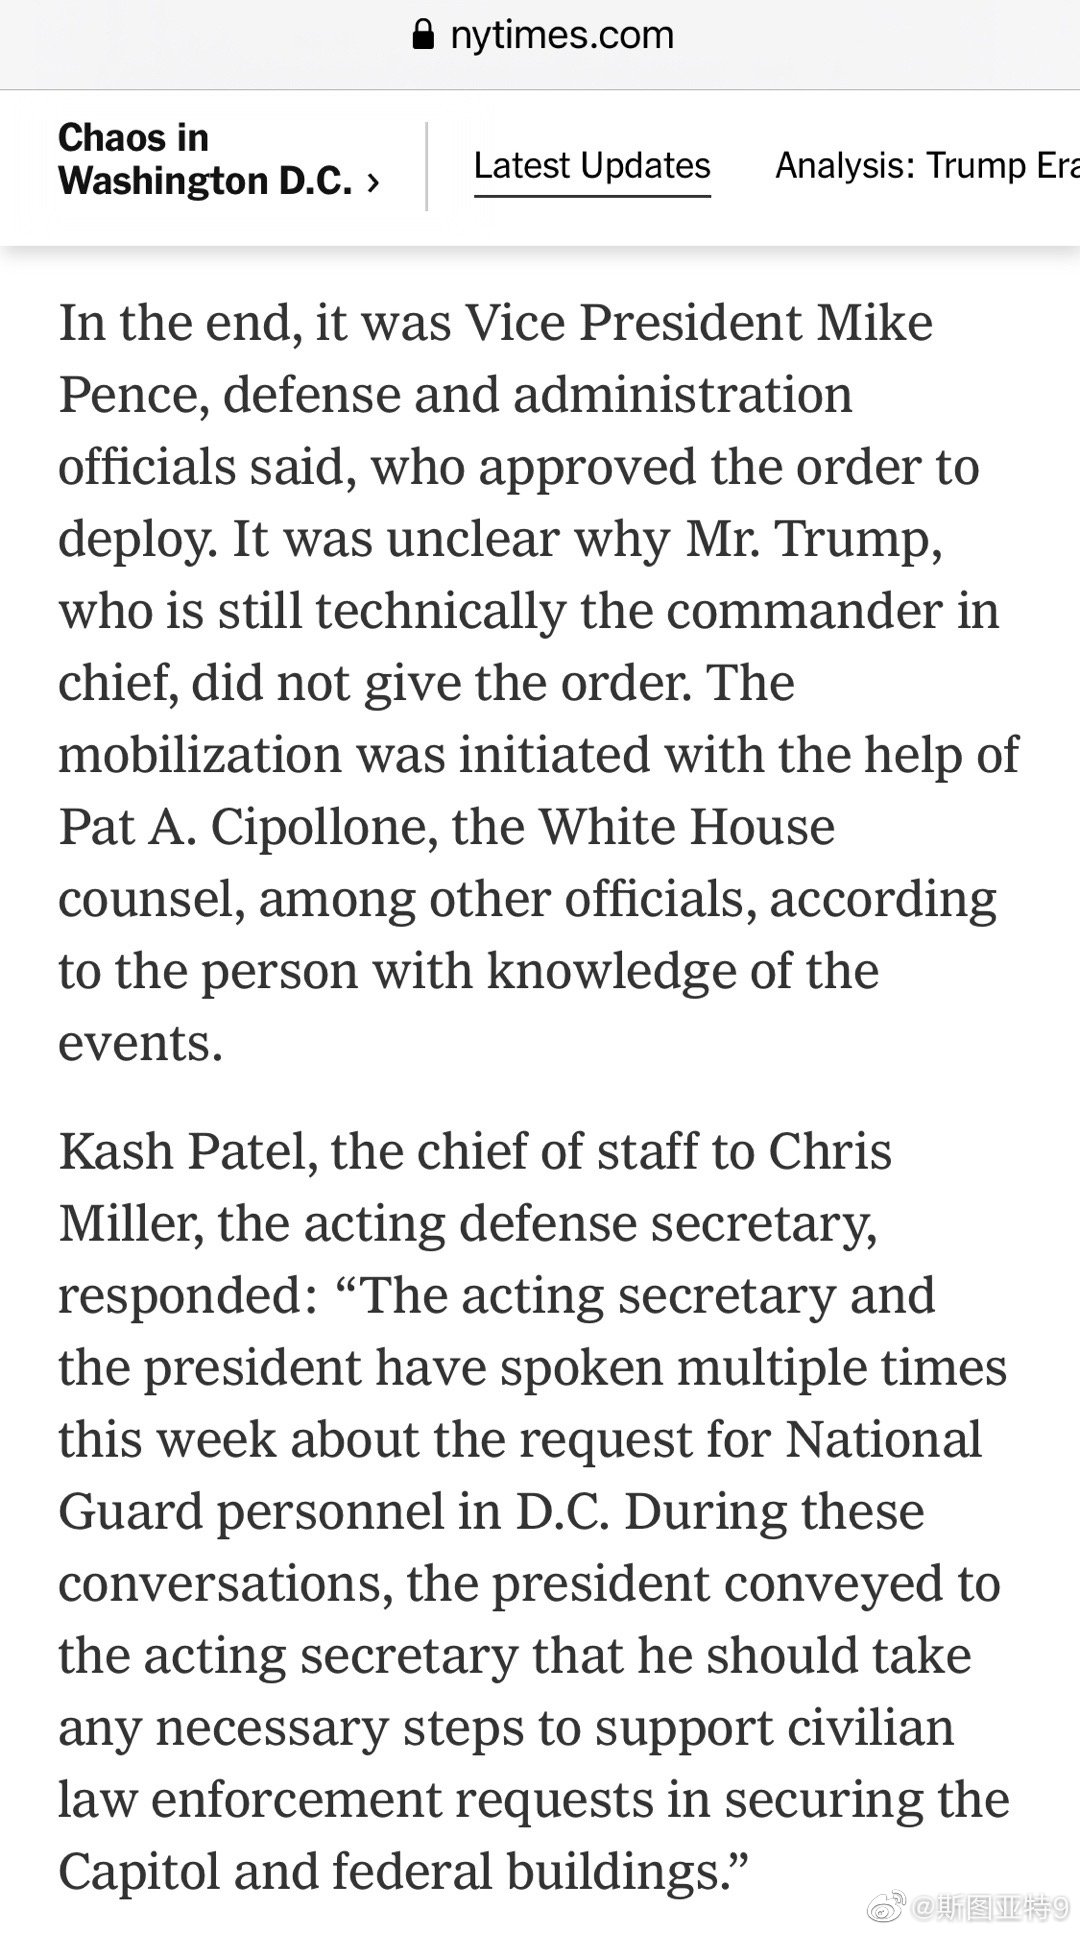 nytimes.com
Chaos in
Washington D.C. ›
Latest Updates
Analysis: Trump Era
In the end, it was Vice President Mike
Pence, defense and administration
officials said, who approved the order to
deploy. It was unclear why Mr. Trump,
who is still technically the commander in
chief, did not give the order. The
mobilization was initiated with the help of
Pat A. Cipollone, the White House
counsel, among other officials, according
to the person with knowledge of the
events.
Kash Patel, the chief of staff to Chris
Miller, the acting defense secretary,
responded: “The acting secretary and
the president have spoken multiple times
this week about the request for National
Guard personnel in D.C. During these
conversations, the president conveyed to
the acting secretary that he should take
any necessary steps to support civilian
law enforcement requests in securing the
Capitol and federal buildings.”
@斯图亚特9